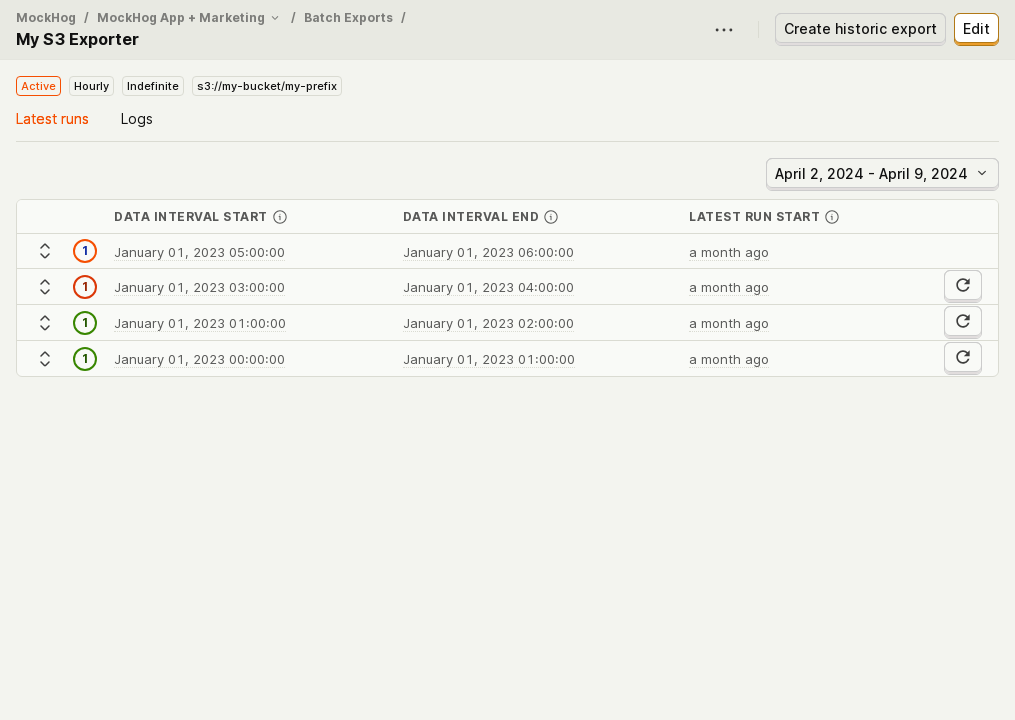 MockHog / MockHog App + Marketing / Batch Exports /
My S3 Exporter
Create historic export
Edit
Active Hourly Indefinite s3://my-bucket/my-prefix
Latest runs Logs
April 2, 2024 - April 9, 2024
DATA INTERVAL START DATA INTERVAL END LATEST RUN START
1 January 01, 2023 05:00:00 January 01, 2023 06:00:00 a month ago
1 January 01, 2023 03:00:00 January 01, 2023 04:00:00 a month ago
1 January 01, 2023 01:00:00 January 01, 2023 02:00:00 a month ago
1 January 01, 2023 00:00:00 January 01, 2023 01:00:00 a month ago